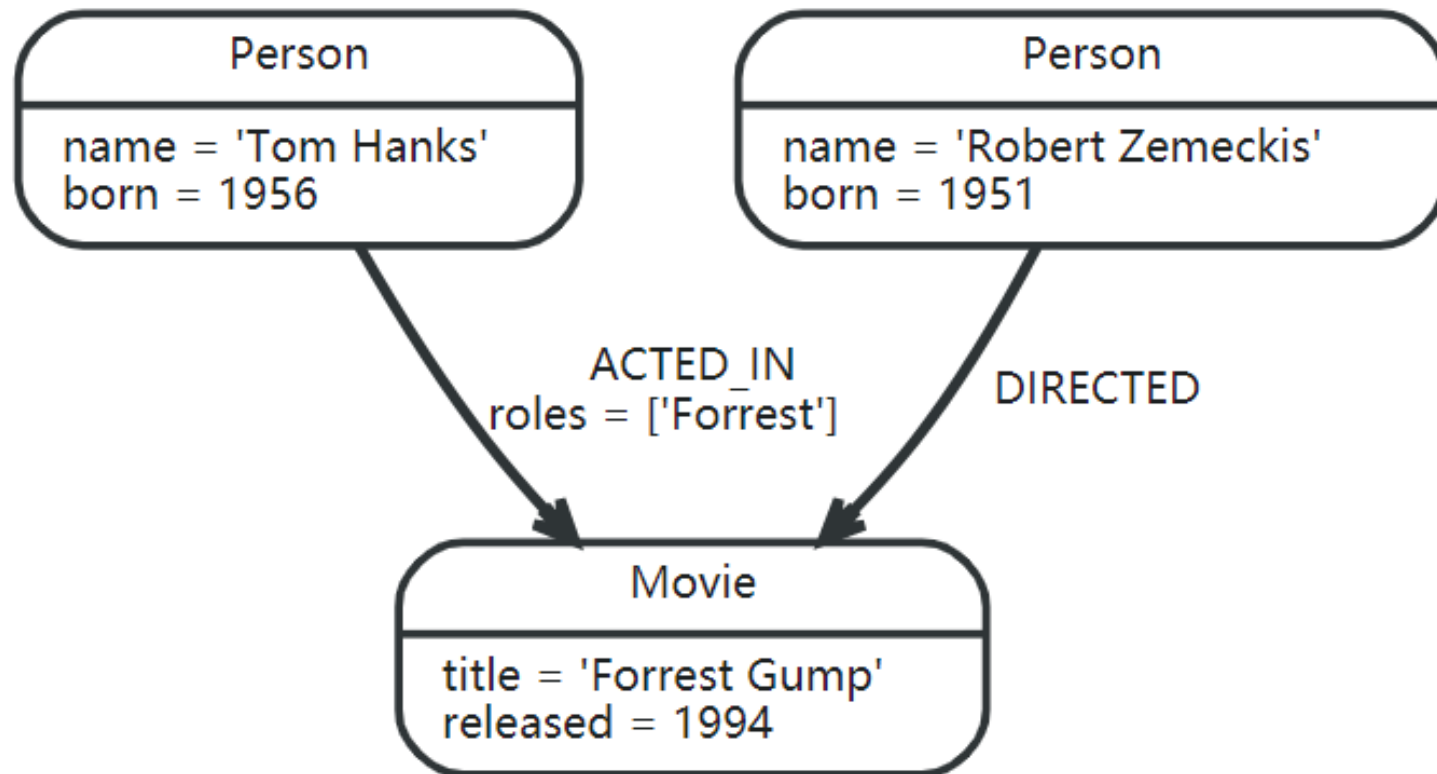 Person
name = 'Tom Hanks'
born = 1956
Person
name = 'Robert Zemeckis'
born = 1951
ACTED_IN
roles = ['Forrest']
DIRECTED
Movie
title = 'Forrest Gump'
released = 1994